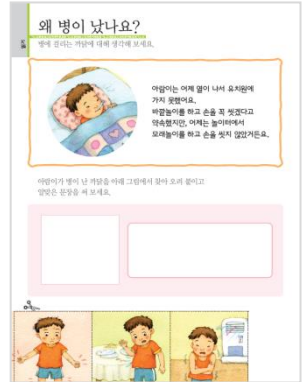 왜 병이 났나요?
병에 걸리는 까닭에 대해 생각해 보세요.
아람이는 어제 열이 나서 유치원에
가지 못했어요.
바깥놀이를 하고 손을 꼭 씻겠다고
약속했지만, 어제는 놀이터에서
모래놀이를 하고 손을 씻지 않았거든요.
아람이가 병이 난 까닭을 아래 그림에서 찾아 오려 붙이고
알맞은 문장을 써 보세요.